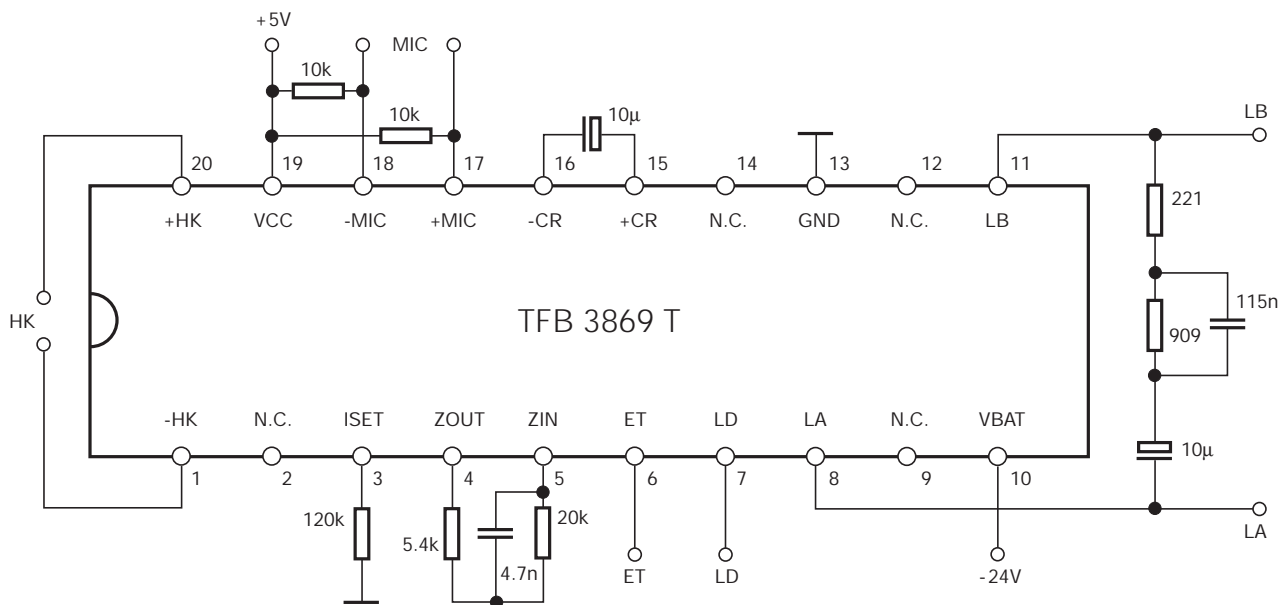 +5V
MIC
10k
10k
10µ
LB
20 19 18 17 16 15 14 13 12 11
+HK VCC -MIC +MIC -CR +CR N.C. GND N.C. LB
221
115n
HK
TFB 3869 T
909
-HK N.C. ISET ZOUT ZIN ET LD LA N.C. VBAT
10µ
1 2 3 4 5 6 7 8 9 10
120k
5.4k
20k
4.7n
LA
ET LD -24V